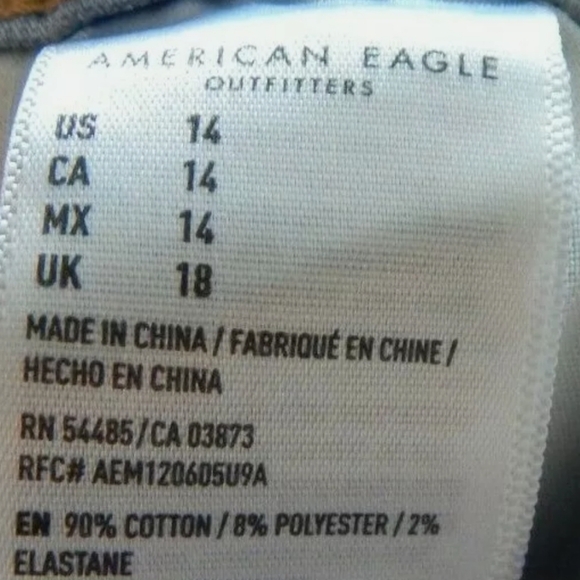 AMERICAN EAGLE
OUTFITTERS
US 14
CA 14
MX 14
UK 18
MADE IN CHINA / FABRIQUÉ EN CHINE /
HECHO EN CHINA
RN 54485/CA 03873
RFC# AEM120605U9A
EN 90% COTTON / 8% POLYESTER / 2%
ELASTANE